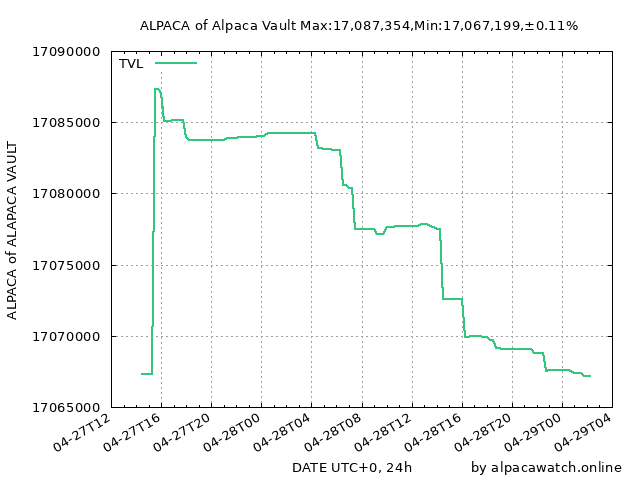 ALPACA of Alpaca Vault Max:17,087,354,Min:17,067,199,±0.11%
17090000
TVL
17085000
17080000
17075000
17070000
17065000
ALPACA of ALAPACA VAULT
04-27T12
04-27T16
04-27T20
04-28T00
04-28T04
04-28T08
04-28T12
04-28T16
04-28T20
04-29T00
04-29T04
DATE UTC+0, 24h
by alpacawatch.online